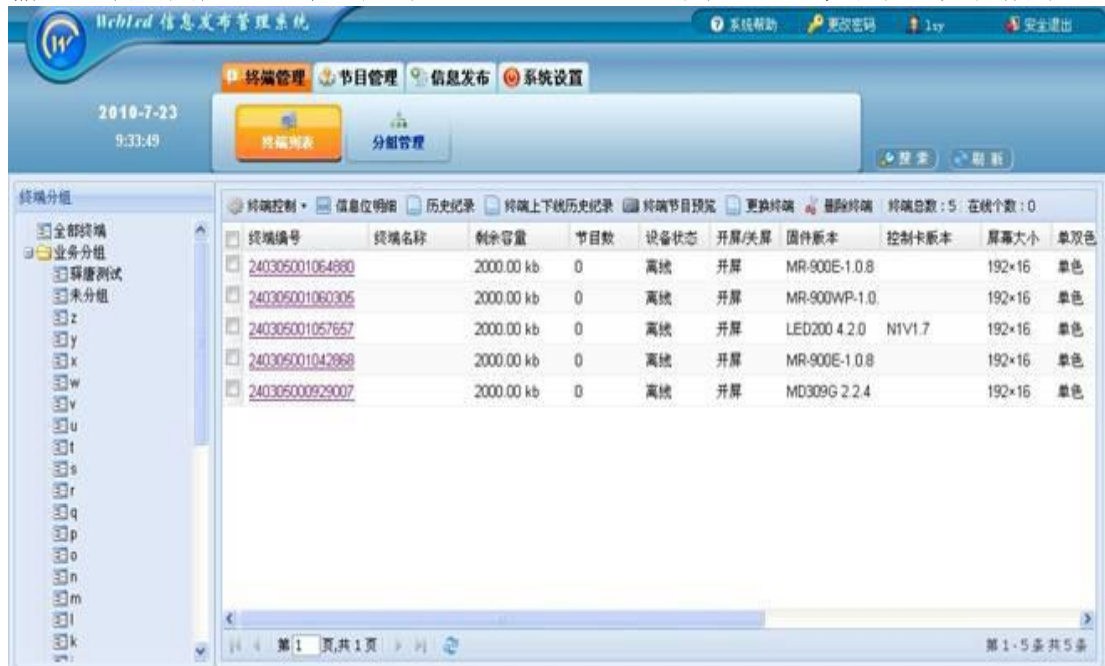 WebLed 信息发布管理系统
系统帮助 更改密码 lsy 安全退出
终端管理 节目管理 信息发布 系统设置
2010-7-23
9:33:49
终端列表 分组管理
搜索 刷新
终端分组
全部终端
业务分组
驿唐测试
未分组
z
y
x
w
v
u
t
s
r
q
p
o
n
m
l
k
终端控制 信息位明细 历史纪录 终端上下线历史纪录 终端节目预览 更换终端 删除终端 终端总数:5 在线个数:0
终端编号 终端名称 剩余容量 节目数 设备状态 开屏/关屏 固件版本 控制卡版本 屏幕大小 单双色
240305001064880 2000.00 kb 0 离线 开屏 MR-900E-1.0.8 192×16 单色
240305001060305 2000.00 kb 0 离线 开屏 MR-900WP-1.0. 192×16 单色
240305001057657 2000.00 kb 0 离线 开屏 LED200 4.2.0 N1V1.7 192×16 单色
240305001042868 2000.00 kb 0 离线 开屏 MR-900E-1.0.8 192×16 单色
240305000929007 2000.00 kb 0 离线 开屏 MD309G 2.2.4 192×16 单色
第 1 页,共 1 页
第 1 - 5 条 共 5 条